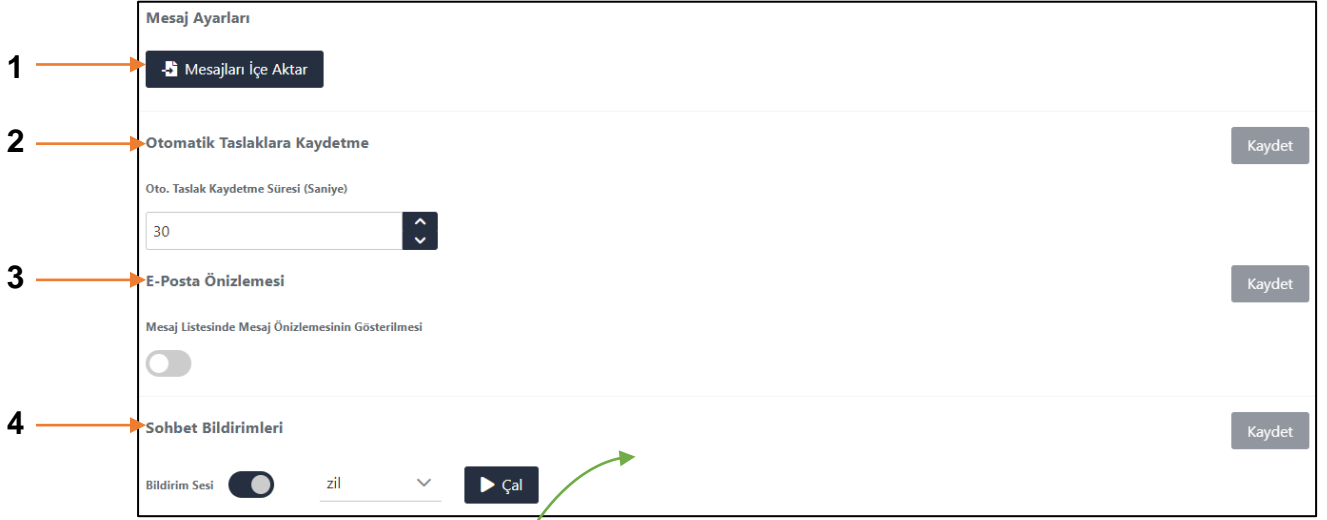 Mesaj Ayarları
1
Mesajları İçe Aktar
2
Otomatik Taslaklara Kaydetme
Kaydet
Oto. Taslak Kaydetme Süresi (Saniye)
30
3
E-Posta Önizlemesi
Kaydet
Mesaj Listesinde Mesaj Önizlemesinin Gösterilmesi
4
Sohbet Bildirimleri
Kaydet
Bildirim Sesi zil Çal